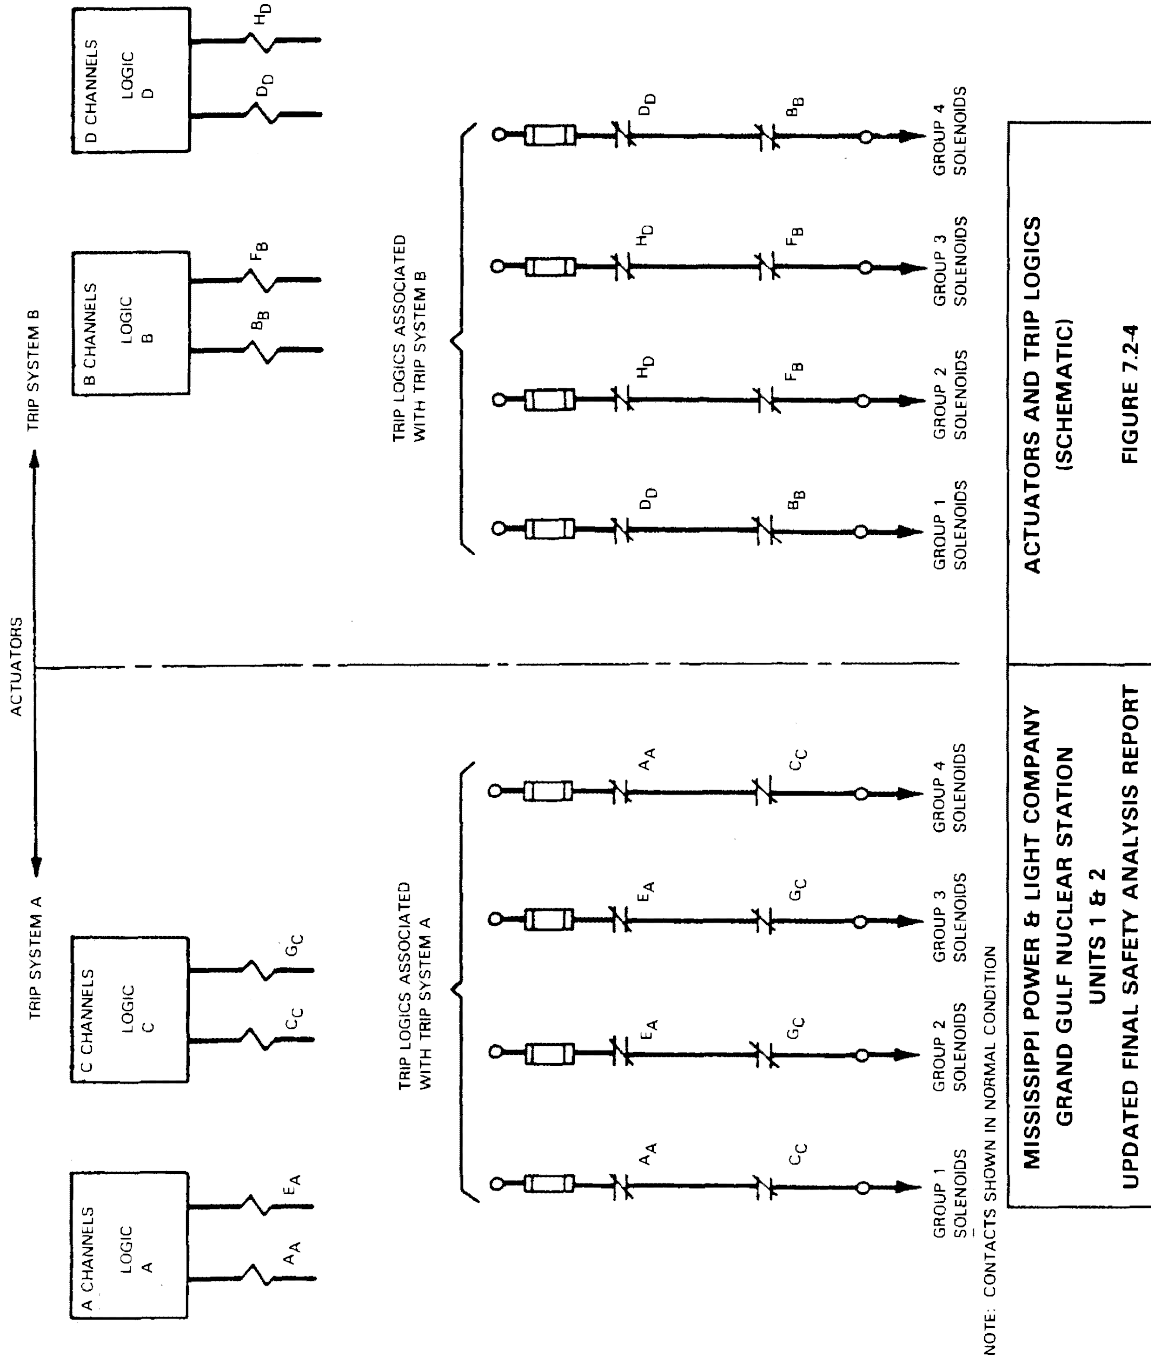 ACTUATORS
TRIP SYSTEM A
TRIP SYSTEM B
A CHANNELS
LOGIC
A
AA
EA
C CHANNELS
LOGIC
C
CC
GC
B CHANNELS
LOGIC
B
BB
FB
D CHANNELS
LOGIC
D
DD
HD
TRIP LOGICS ASSOCIATED
WITH TRIP SYSTEM A
TRIP LOGICS ASSOCIATED
WITH TRIP SYSTEM B
AA
CC
GROUP 1
SOLENOIDS
EA
GC
GROUP 2
SOLENOIDS
EA
GC
GROUP 3
SOLENOIDS
AA
CC
GROUP 4
SOLENOIDS
DD
BB
GROUP 1
SOLENOIDS
HD
FB
GROUP 2
SOLENOIDS
HD
FB
GROUP 3
SOLENOIDS
DD
BB
GROUP 4
SOLENOIDS
NOTE: CONTACTS SHOWN IN NORMAL CONDITION
MISSISSIPPI POWER & LIGHT COMPANY
GRAND GULF NUCLEAR STATION
UNITS 1 & 2
UPDATED FINAL SAFETY ANALYSIS REPORT
ACTUATORS AND TRIP LOGICS
(SCHEMATIC)
FIGURE 7.2-4